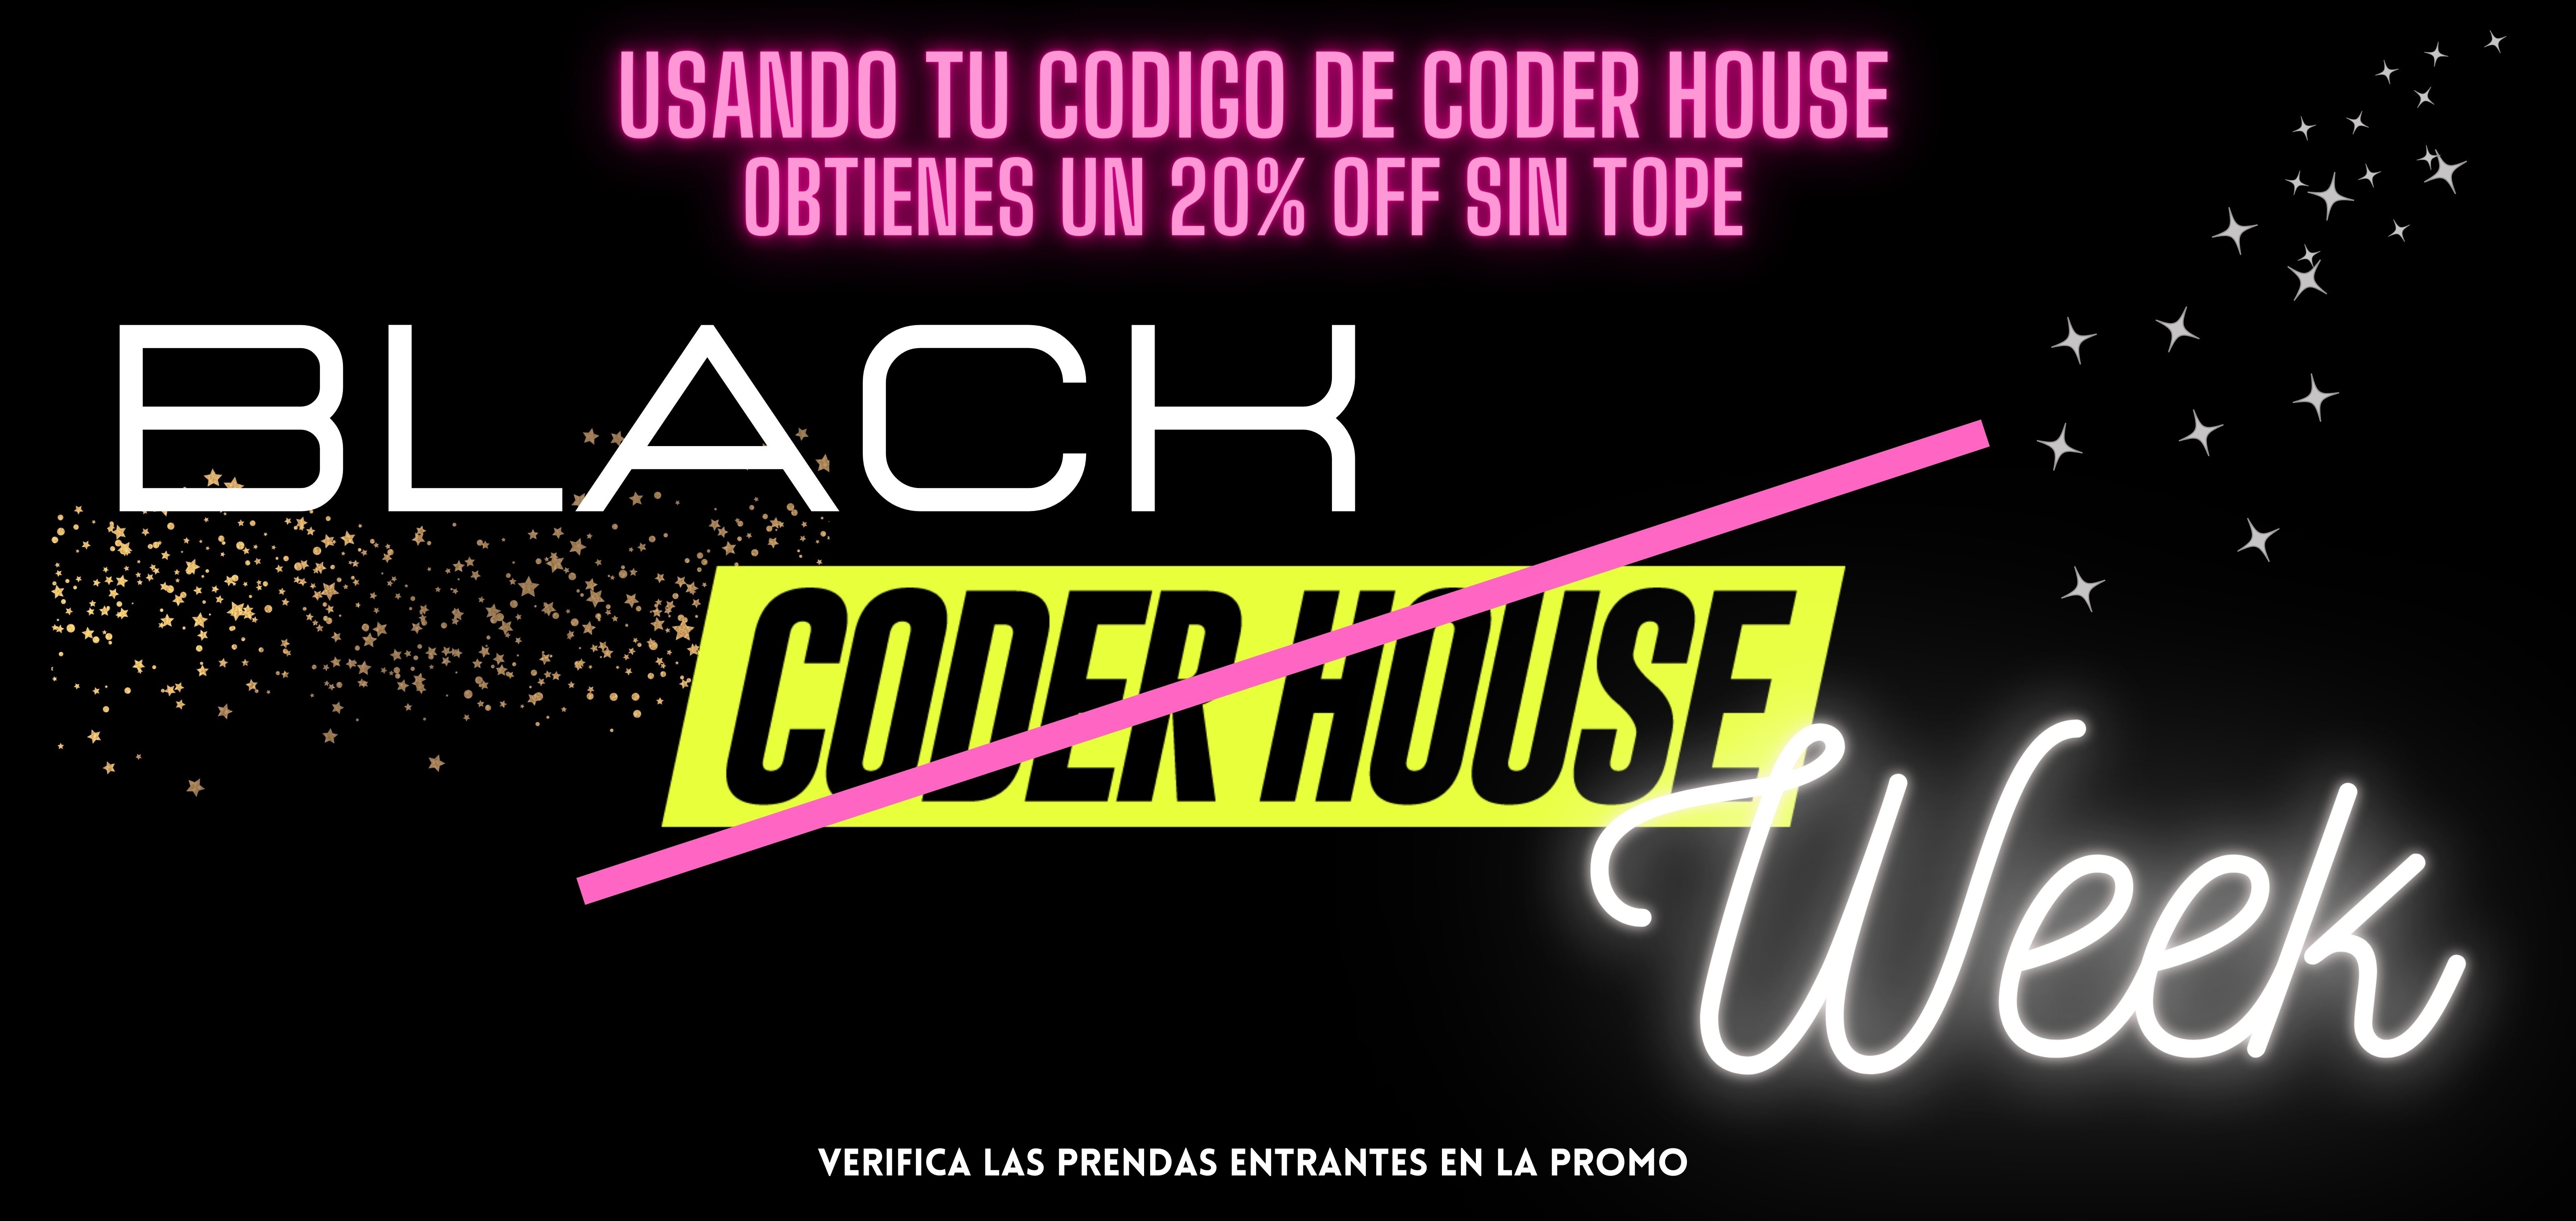 USANDO TU CODIGO DE CODER HOUSE
OBTIENES UN 20% OFF SIN TOPE
BLACK
CODER HOUSE
Week
VERIFICA LAS PRENDAS ENTRANTES EN LA PROMO